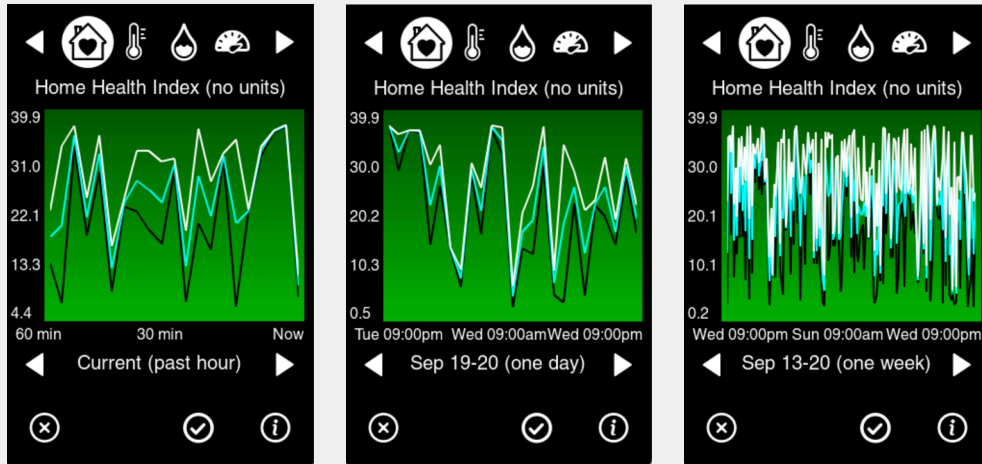 Home Health Index (no units)
39.9
31.0
22.1
13.3
4.4
60 min 30 min Now
Current (past hour)
i
Home Health Index (no units)
39.9
30.0
20.2
10.3
0.5
Tue 09:00pm Wed 09:00am Wed 09:00pm
Sep 19-20 (one day)
i
Home Health Index (no units)
39.9
30.0
20.1
10.1
0.2
Wed 09:00pm Sun 09:00am Wed 09:00pm
Sep 13-20 (one week)
i